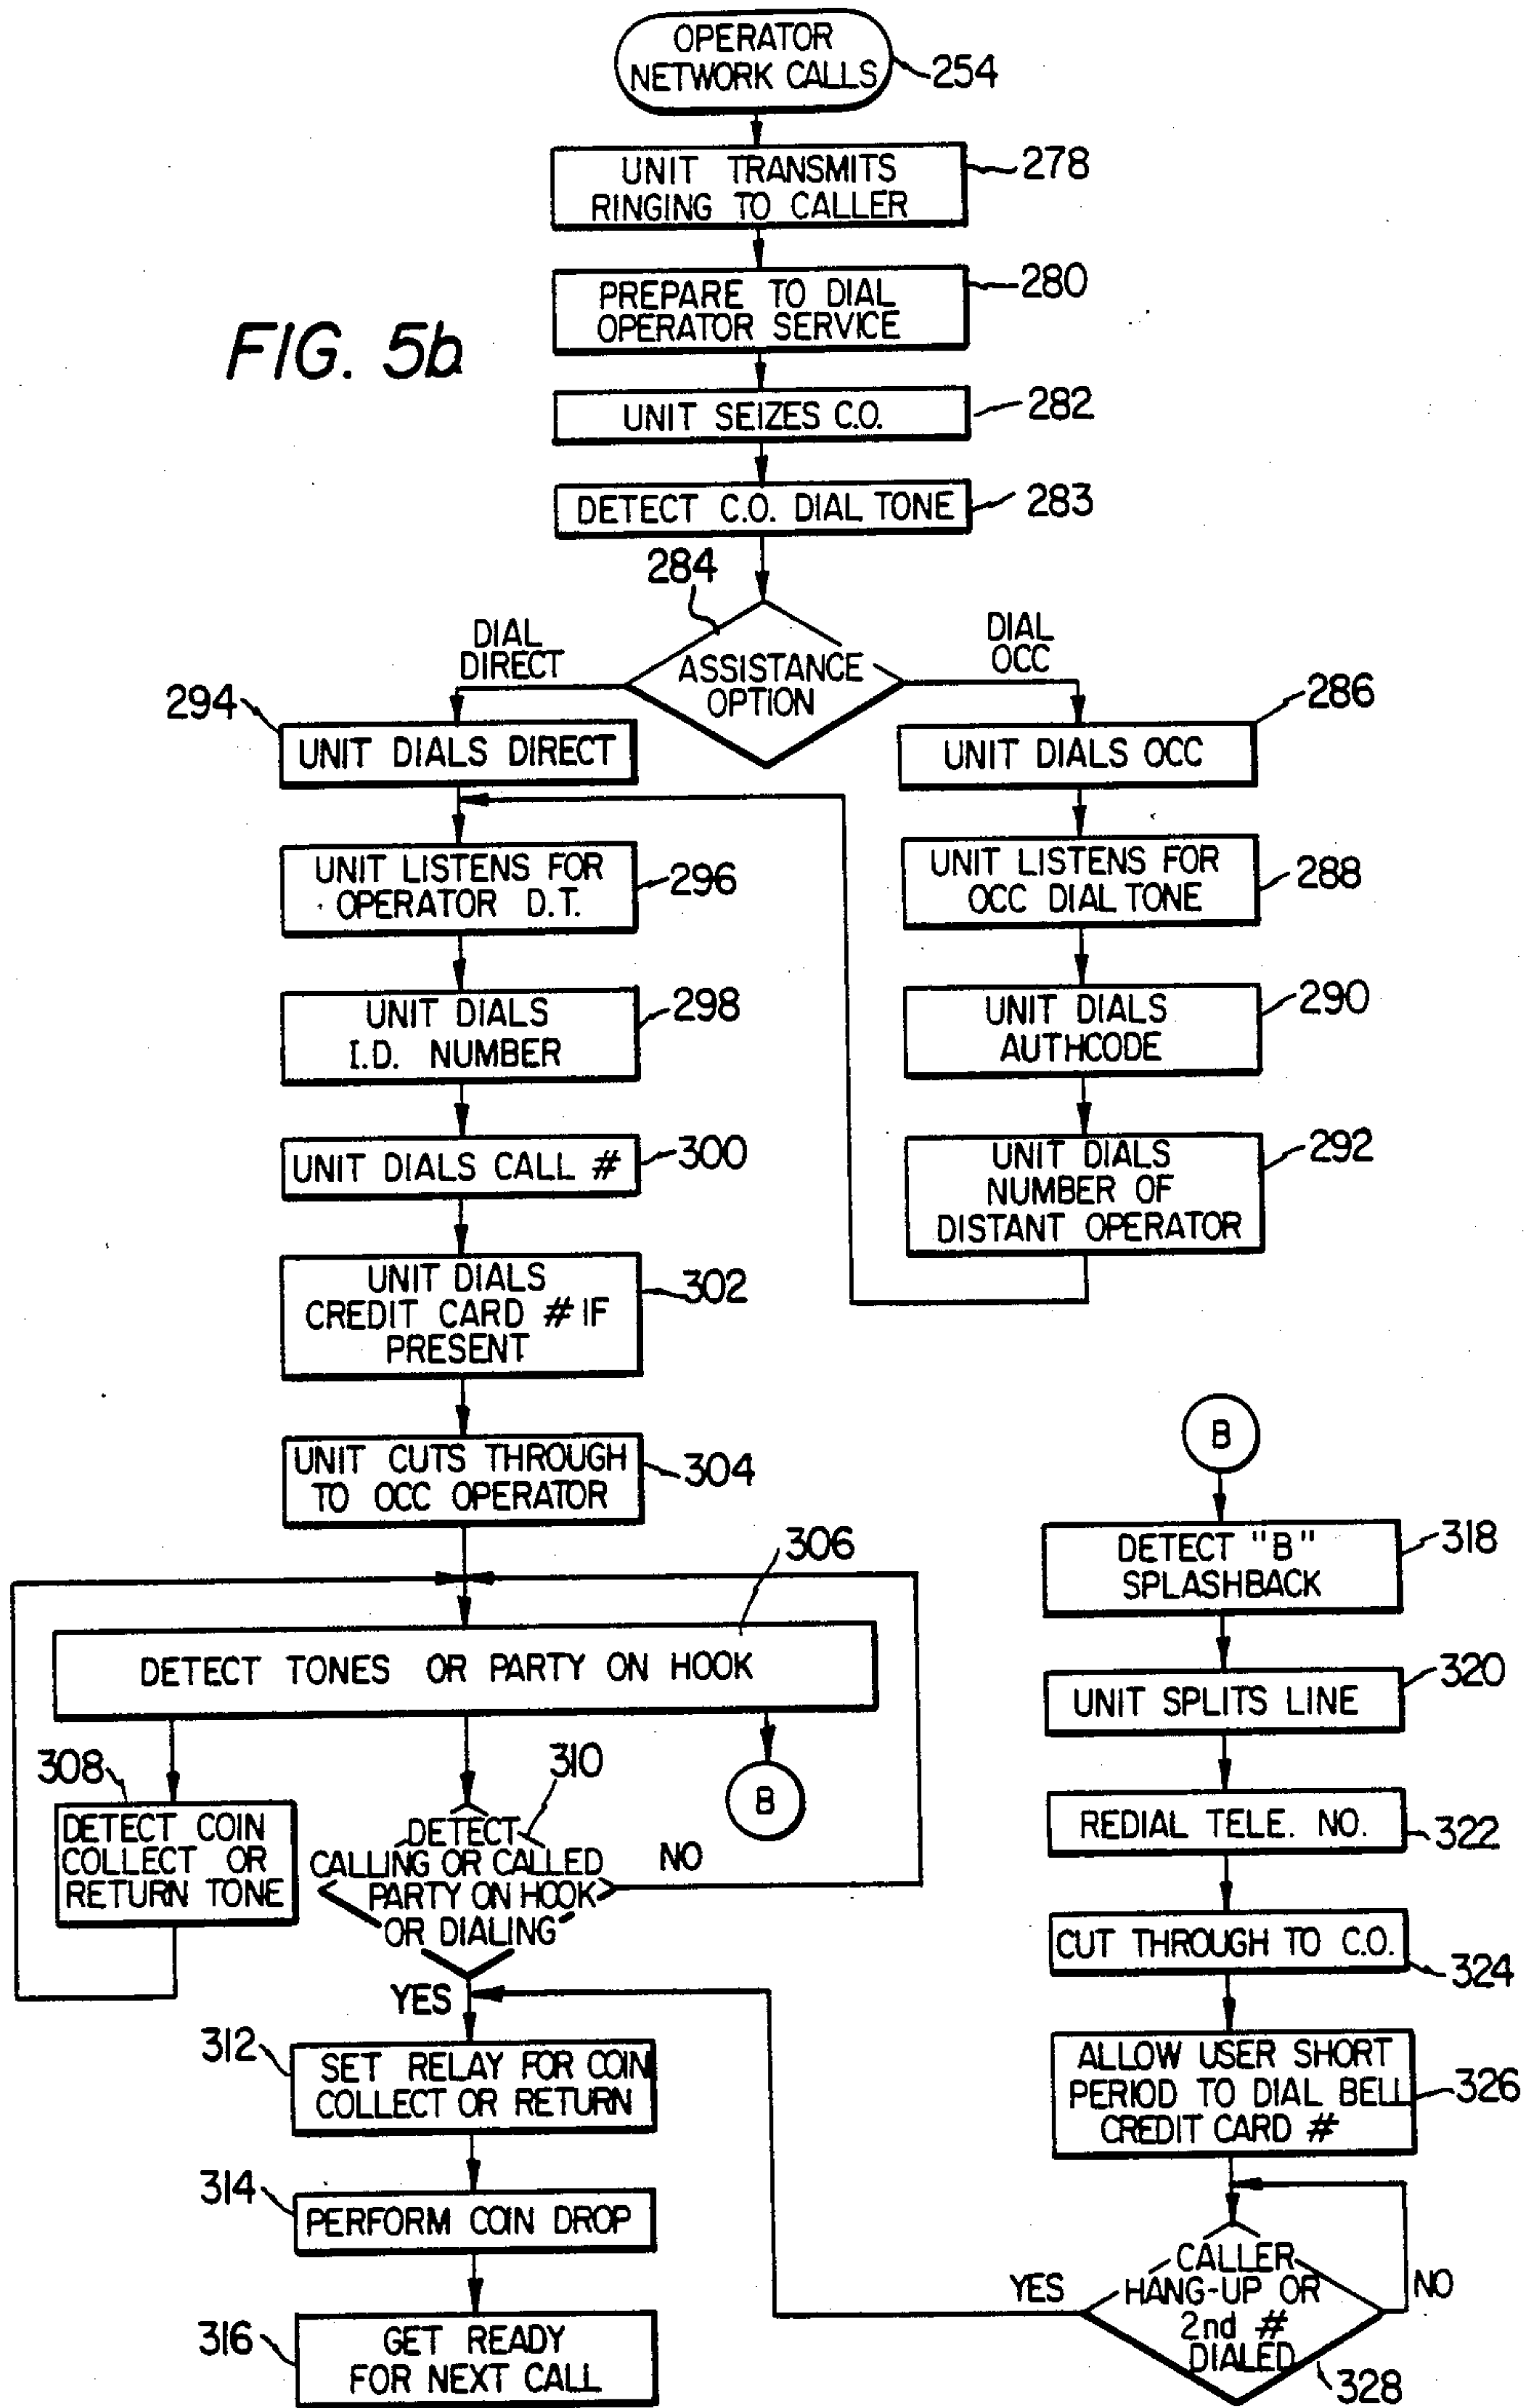 OPERATOR
NETWORK CALLS
254
UNIT TRANSMITS
RINGING TO CALLER
278
PREPARE TO DIAL
OPERATOR SERVICE
280
FIG. 5b
UNIT SEIZES C.O.
282
DETECT C.O. DIAL TONE
283
284
DIAL
DIRECT
ASSISTANCE
OPTION
DIAL
OCC
294
UNIT DIALS DIRECT
286
UNIT DIALS OCC
UNIT LISTENS FOR
OPERATOR D.T.
296
UNIT LISTENS FOR
OCC DIAL TONE
288
UNIT DIALS
I.D. NUMBER
298
UNIT DIALS
AUTHCODE
290
UNIT DIALS CALL #
300
UNIT DIALS
NUMBER OF
DISTANT OPERATOR
292
UNIT DIALS
CREDIT CARD # IF
PRESENT
302
UNIT CUTS THROUGH
TO OCC OPERATOR
304
306
DETECT TONES OR PARTY ON HOOK
308
DETECT COIN
COLLECT OR
RETURN TONE
310
DETECT
CALLING OR CALLED
PARTY ON HOOK
OR DIALING
NO
B
YES
312
SET RELAY FOR COIN
COLLECT OR RETURN
314
PERFORM COIN DROP
316
GET READY
FOR NEXT CALL
B
DETECT "B"
SPLASHBACK
318
UNIT SPLITS LINE
320
REDIAL TELE. NO.
322
CUT THROUGH TO C.O.
324
ALLOW USER SHORT
PERIOD TO DIAL BELL
CREDIT CARD #
326
YES
CALLER
HANG-UP OR
2nd #
DIALED
NO
328